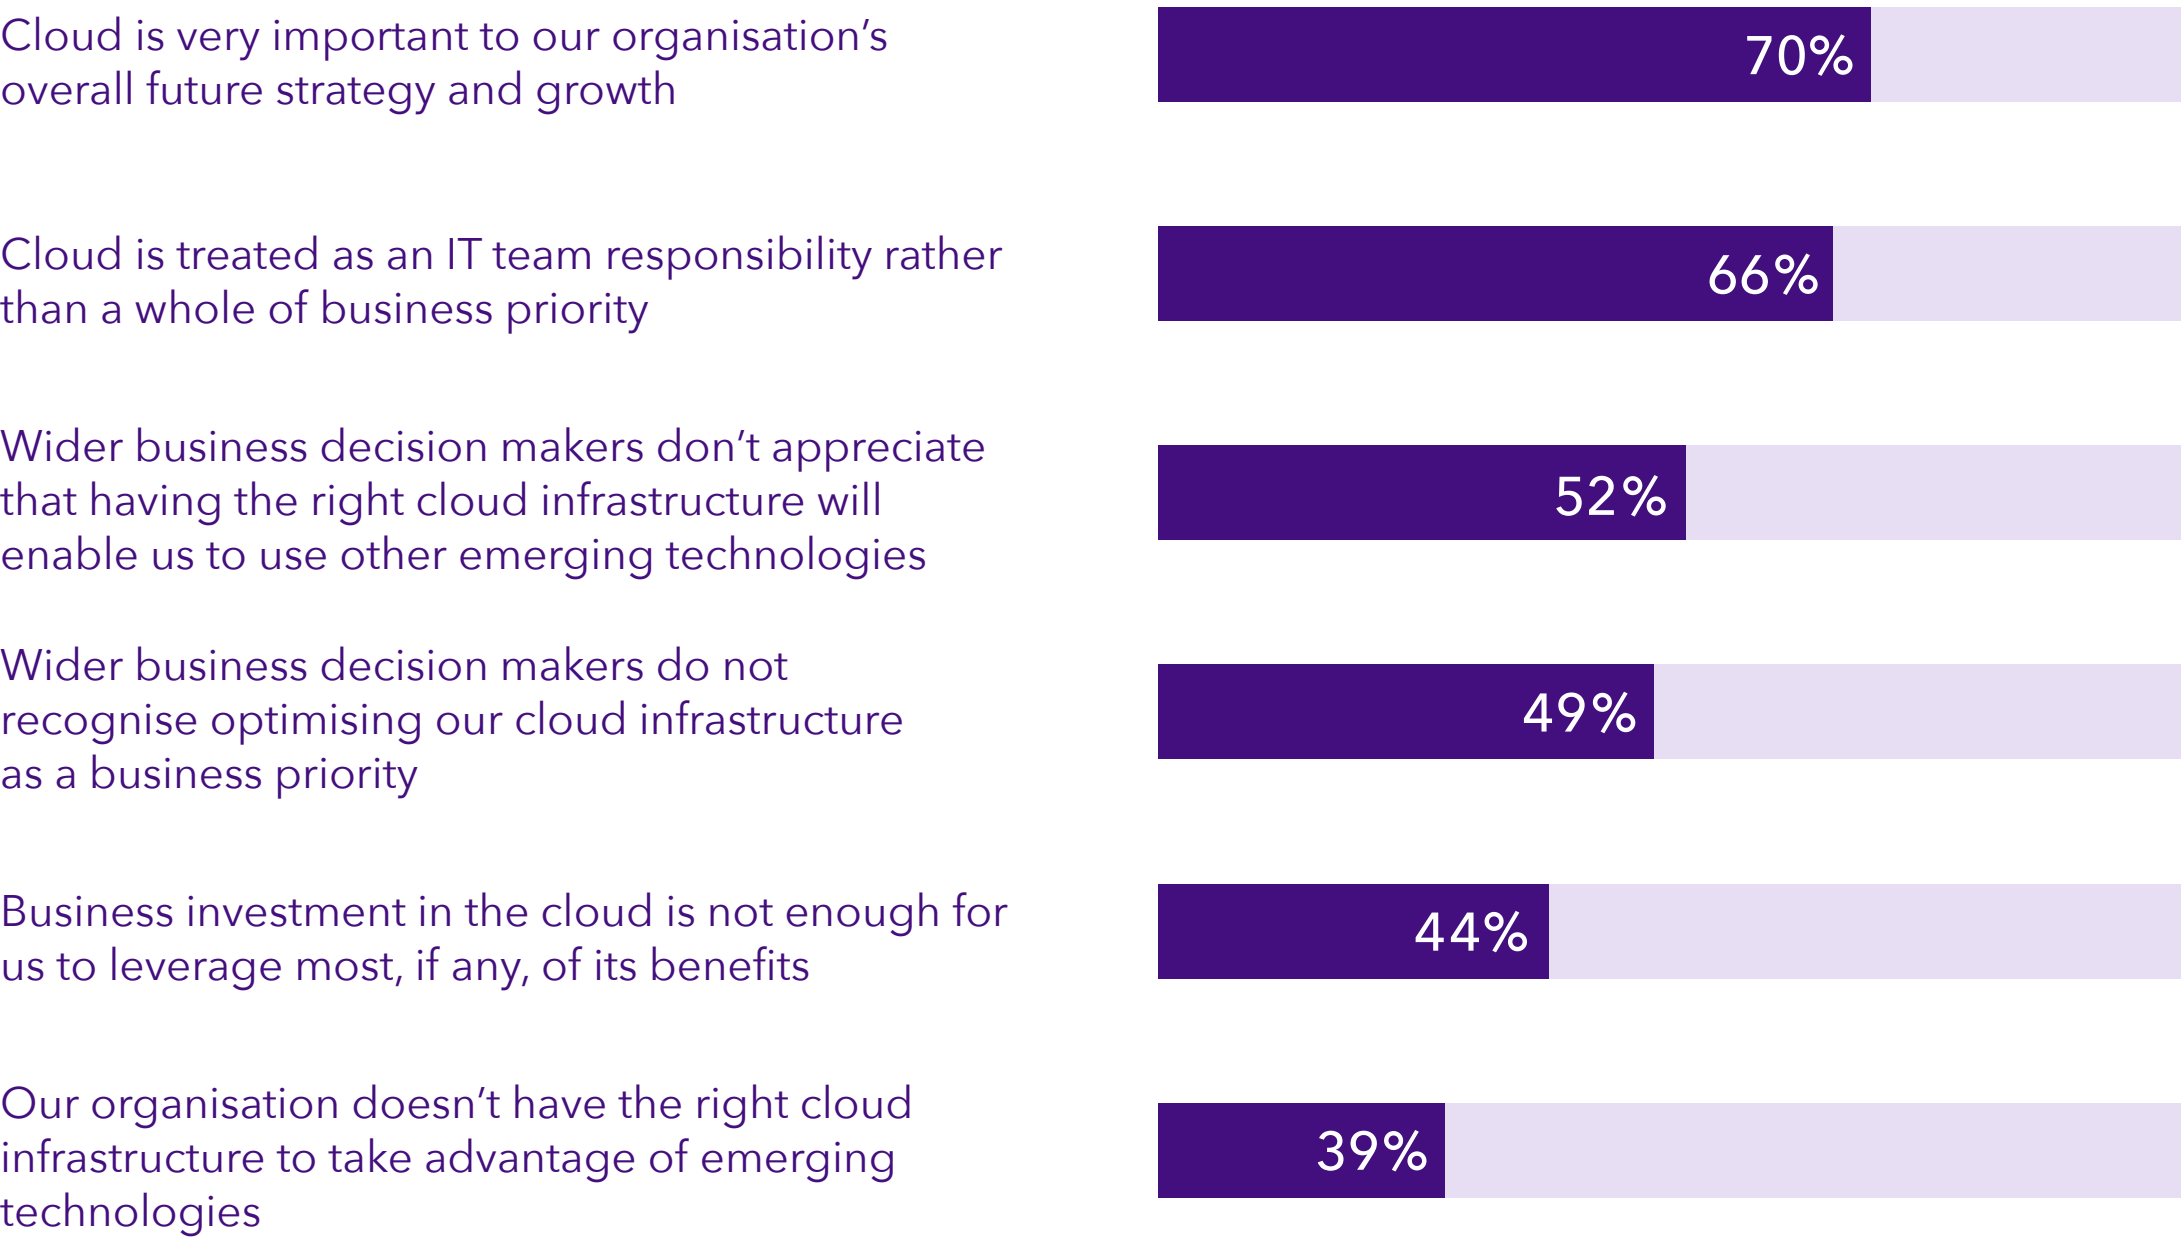 Cloud is very important to our organisation’s
overall future strategy and growth
70%
Cloud is treated as an IT team responsibility rather
than a whole of business priority
66%
Wider business decision makers don’t appreciate
that having the right cloud infrastructure will
enable us to use other emerging technologies
52%
Wider business decision makers do not
recognise optimising our cloud infrastructure
as a business priority
49%
Business investment in the cloud is not enough for
us to leverage most, if any, of its benefits
44%
Our organisation doesn’t have the right cloud
infrastructure to take advantage of emerging
technologies
39%